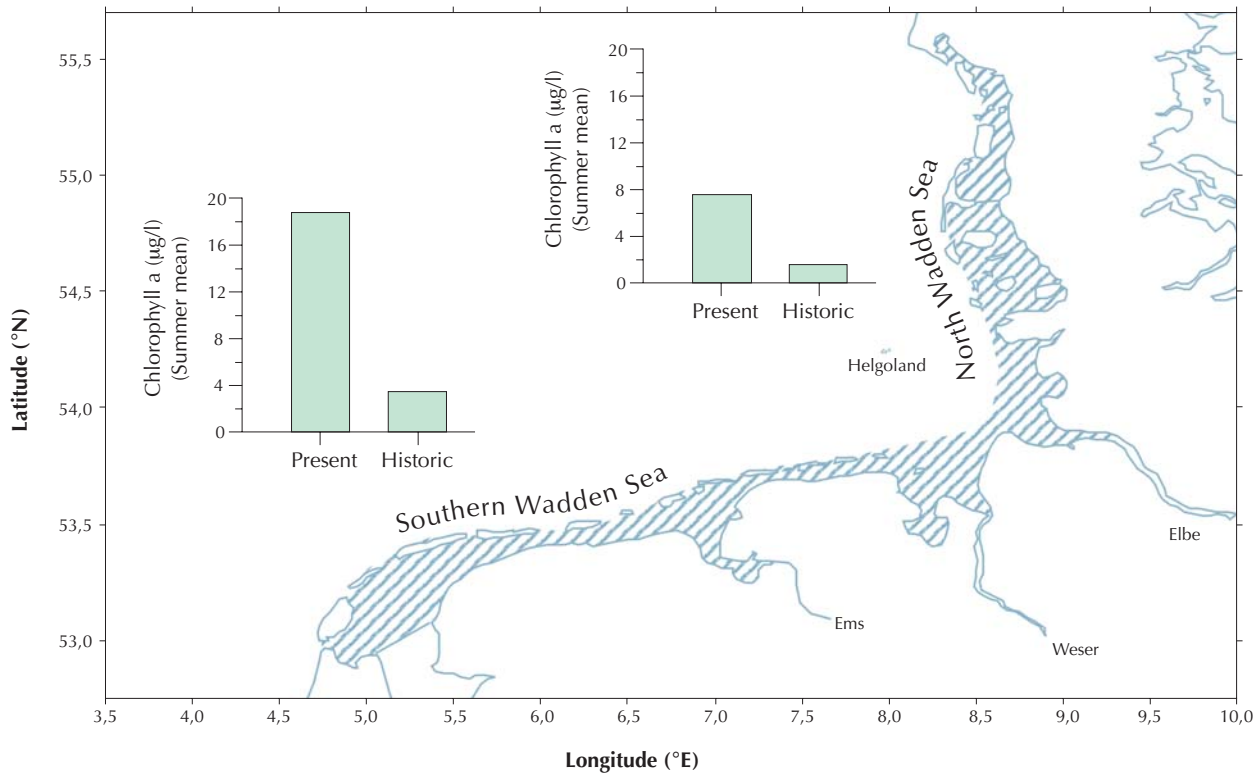 55,5
55,0
54,5
54,0
53,5
53,0
Latitude (°N)
3,5
4,0
4,5
5,0
5,5
6,0
6,5
7,0
7,5
8,0
8,5
9,0
9,5
10,0
Longitude (°E)
Chlorophyll a (µg/l)
(Summer mean)
20
16
12
8
4
0
Present
Historic
Chlorophyll a (µg/l)
(Summer mean)
20
16
12
8
4
0
Present
Historic
North Wadden Sea
Helgoland
Southern Wadden Sea
Elbe
Ems
Weser